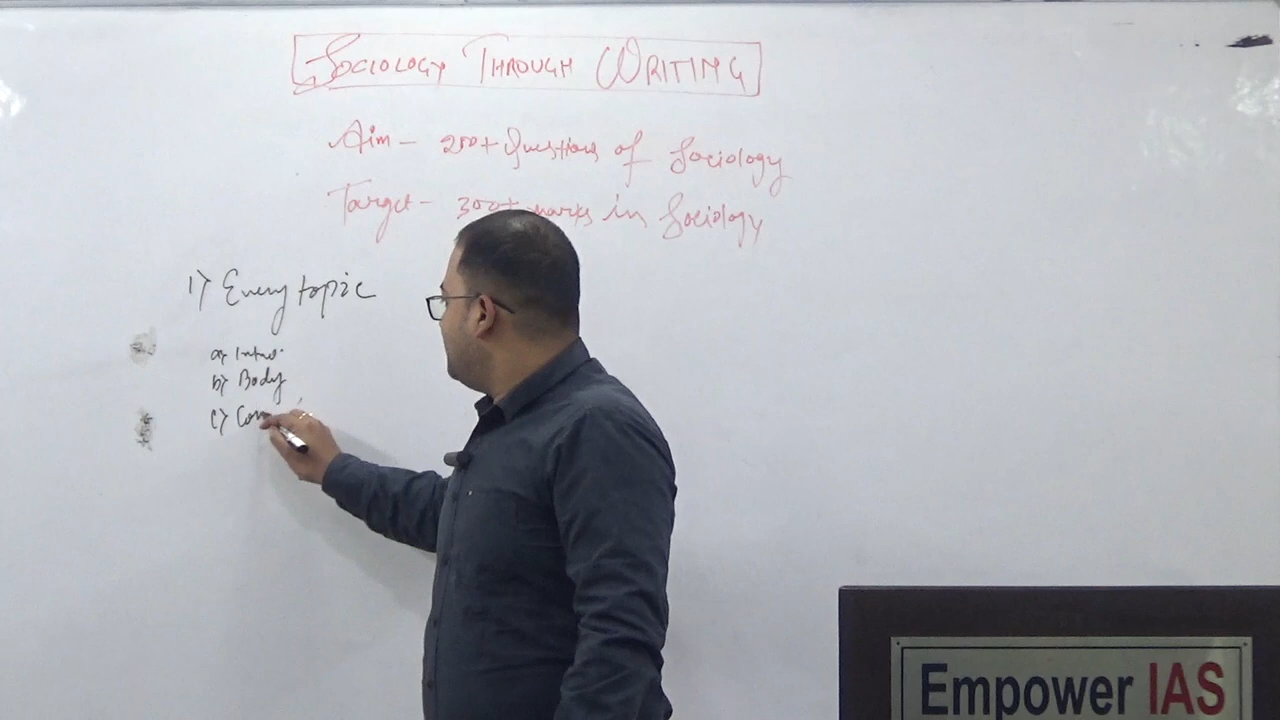 SOCIOLOGY THROUGH WRITING
Aim - 200+ Questions of Sociology
Target - 300+ marks in Sociology
1) Every topic
a) Intro.
b) Body
c) Con
Empower IAS